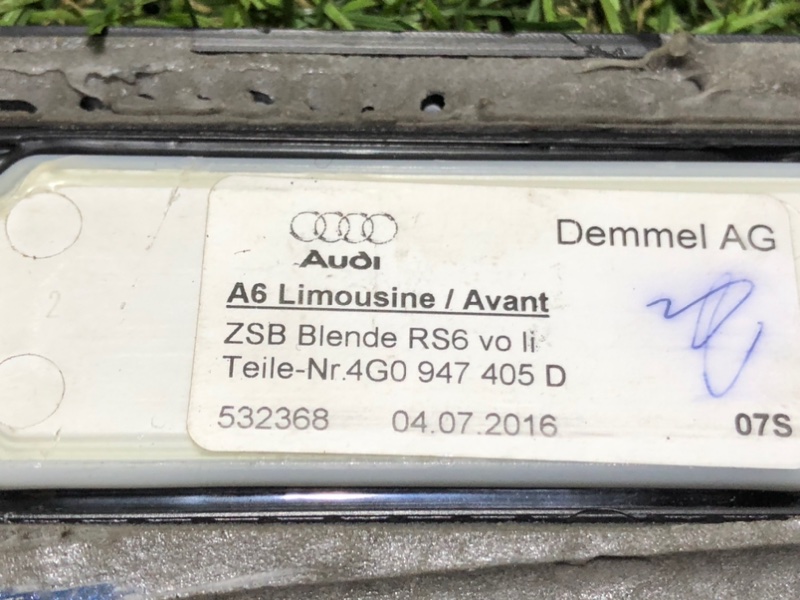 Audi
Demmel AG
A6 Limousine / Avant
ZSB Blende RS6 vo li
Teile-Nr.4G0 947 405 D
532368 04.07.2016 07S
2